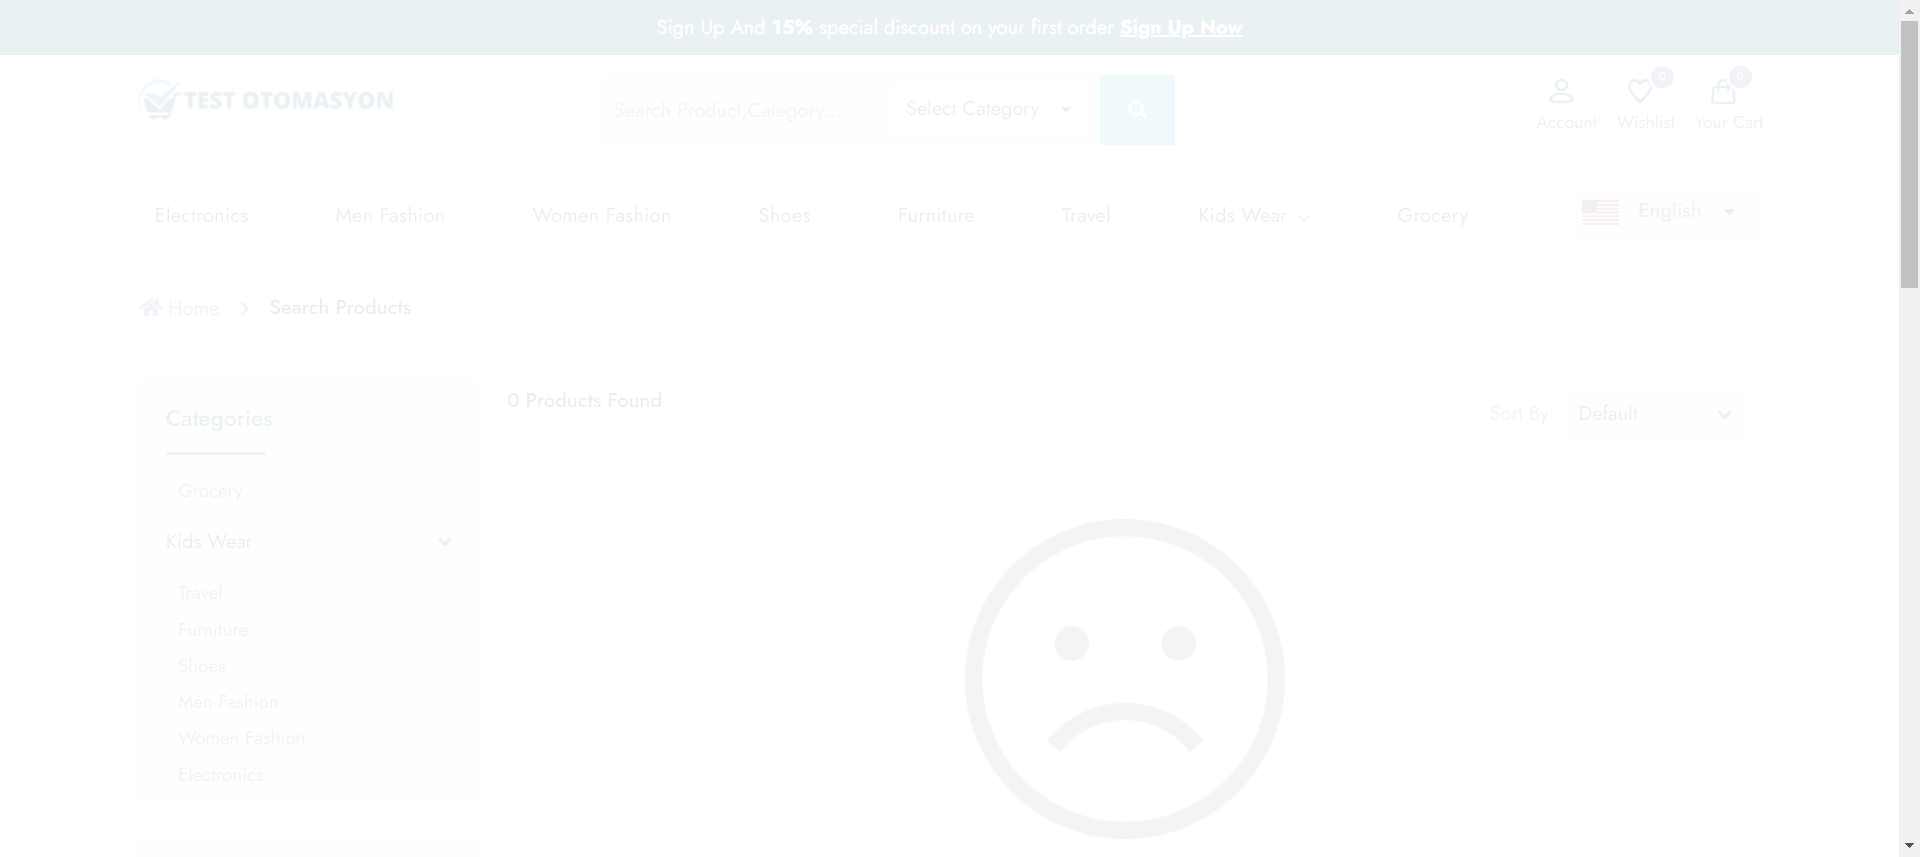 Sign Up And 15% special discount on your first order Sign Up Now
TEST OTOMASYON
Search Product,Category...
Select Category
0
0
Account
Wishlist
Your Cart
Electronics
Men Fashion
Women Fashion
Shoes
Furniture
Travel
Kids Wear
Grocery
English
Home
Search Products
Categories
Grocery
Kids Wear
Travel
Furniture
Shoes
Men Fashion
Women Fashion
Electronics
0 Products Found
Sort By:
Default